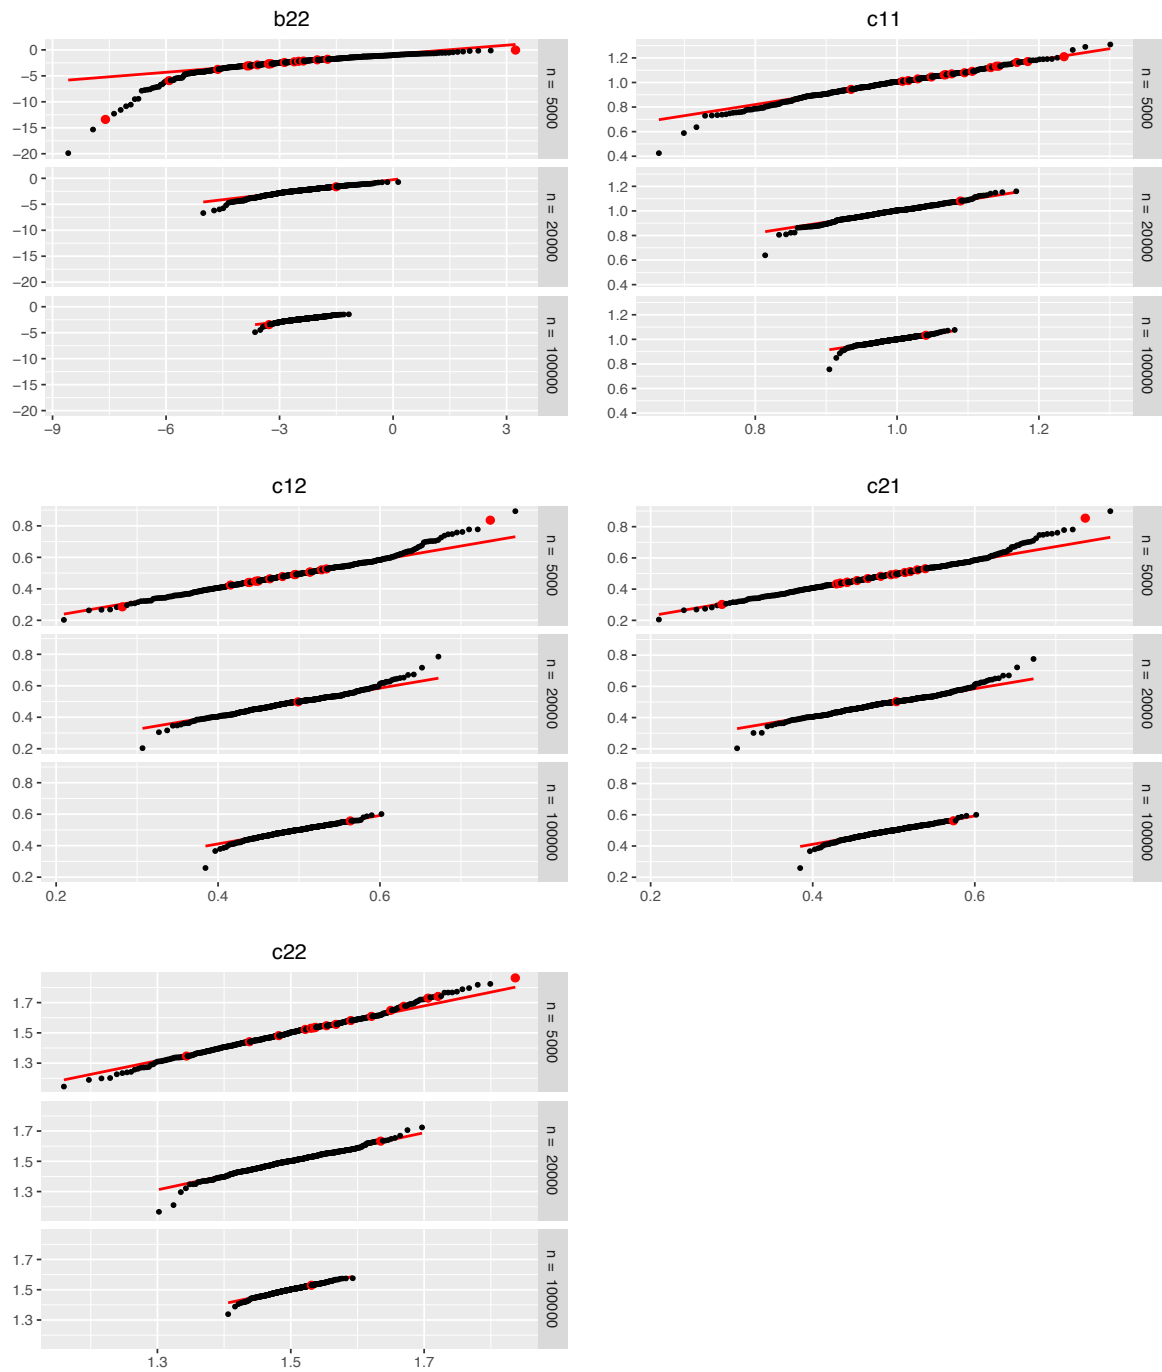 b22
0
−5
−10
−15
−20
n = 5000
0
−5
−10
−15
−20
n = 20000
0
−5
−10
−15
−20
n = 100000
−9 −6 −3 0 3
c11
1.2
1.0
0.8
0.6
0.4
n = 5000
1.2
1.0
0.8
0.6
0.4
n = 20000
1.2
1.0
0.8
0.6
0.4
n = 100000
0.8 1.0 1.2
c12
0.8
0.6
0.4
0.2
n = 5000
0.8
0.6
0.4
0.2
n = 20000
0.8
0.6
0.4
0.2
n = 100000
0.2 0.4 0.6
c21
0.8
0.6
0.4
0.2
n = 5000
0.8
0.6
0.4
0.2
n = 20000
0.8
0.6
0.4
0.2
n = 100000
0.2 0.4 0.6
c22
1.7
1.5
1.3
n = 5000
1.7
1.5
1.3
n = 20000
1.7
1.5
1.3
n = 100000
1.3 1.5 1.7